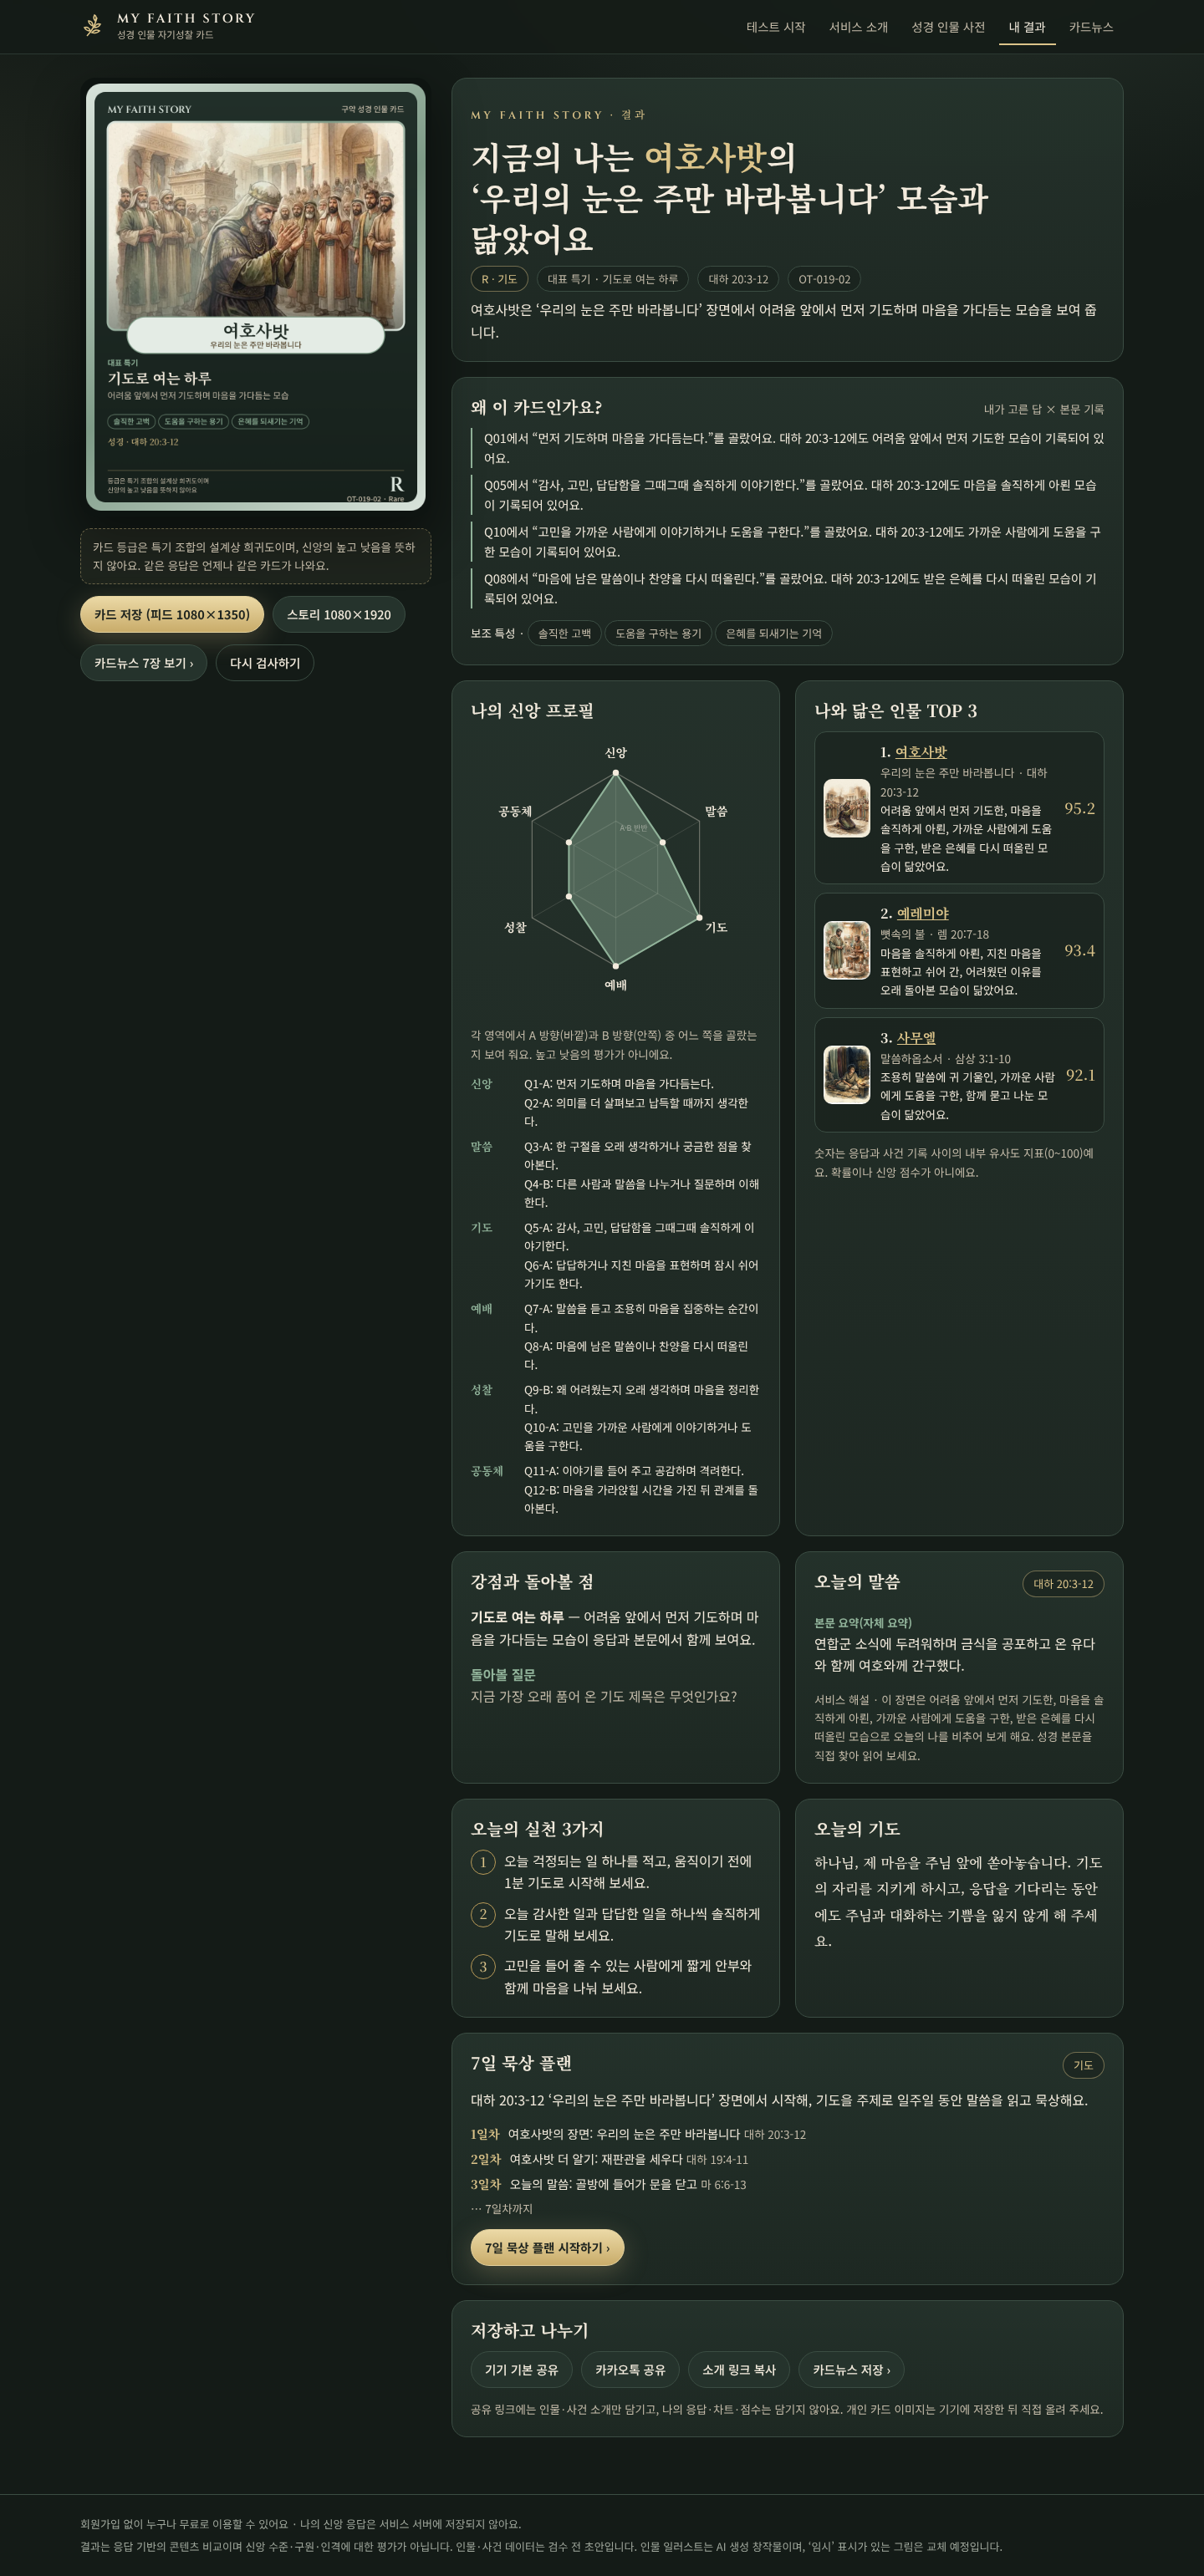 MY FAITH STORY
성경 인물 자기성찰 카드
테스트 시작
서비스 소개
성경 인물 사전
내 결과
카드뉴스
MY FAITH STORY
구약 성경 인물 카드
여호사밧
우리의 눈은 주만 바라봅니다
대표 특기
기도로 여는 하루
어려움 앞에서 먼저 기도하며 마음을 가다듬는 모습
솔직한 고백
도움을 구하는 용기
은혜를 되새기는 기억
성경 · 대하 20:3-12
등급은 특기 조합의 설계상 희귀도이며
신앙의 높고 낮음을 뜻하지 않아요
R
OT-019-02 · Rare
카드 등급은 특기 조합의 설계상 희귀도이며, 신앙의 높고 낮음을 뜻하
지 않아요. 같은 응답은 언제나 같은 카드가 나와요.
카드 저장 (피드 1080×1350)
스토리 1080×1920
카드뉴스 7장 보기 ›
다시 검사하기
MY FAITH STORY · 결과
지금의 나는 여호사밧의
‘우리의 눈은 주만 바라봅니다’ 모습과
닮았어요
R · 기도
대표 특기 · 기도로 여는 하루
대하 20:3-12
OT-019-02
여호사밧은 ‘우리의 눈은 주만 바라봅니다’ 장면에서 어려움 앞에서 먼저 기도하며 마음을 가다듬는 모습을 보여 줍
니다.
왜 이 카드인가요?
내가 고른 답 × 본문 기록
Q01에서 “먼저 기도하며 마음을 가다듬는다.”를 골랐어요. 대하 20:3-12에도 어려움 앞에서 먼저 기도한 모습이 기록되어 있
어요.
Q05에서 “감사, 고민, 답답함을 그때그때 솔직하게 이야기한다.”를 골랐어요. 대하 20:3-12에도 마음을 솔직하게 아뢴 모습
이 기록되어 있어요.
Q10에서 “고민을 가까운 사람에게 이야기하거나 도움을 구한다.”를 골랐어요. 대하 20:3-12에도 가까운 사람에게 도움을 구
한 모습이 기록되어 있어요.
Q08에서 “마음에 남은 말씀이나 찬양을 다시 떠올린다.”를 골랐어요. 대하 20:3-12에도 받은 은혜를 다시 떠올린 모습이 기
록되어 있어요.
보조 특성 ·
솔직한 고백
도움을 구하는 용기
은혜를 되새기는 기억
나의 신앙 프로필
신앙
말씀
기도
예배
성찰
공동체
A·B 반반
각 영역에서 A 방향(바깥)과 B 방향(안쪽) 중 어느 쪽을 골랐는
지 보여 줘요. 높고 낮음의 평가가 아니에요.
신앙
Q1-A: 먼저 기도하며 마음을 가다듬는다.
Q2-A: 의미를 더 살펴보고 납득할 때까지 생각한
다.
말씀
Q3-A: 한 구절을 오래 생각하거나 궁금한 점을 찾
아본다.
Q4-B: 다른 사람과 말씀을 나누거나 질문하며 이해
한다.
기도
Q5-A: 감사, 고민, 답답함을 그때그때 솔직하게 이
야기한다.
Q6-A: 답답하거나 지친 마음을 표현하며 잠시 쉬어
가기도 한다.
예배
Q7-A: 말씀을 듣고 조용히 마음을 집중하는 순간이
다.
Q8-A: 마음에 남은 말씀이나 찬양을 다시 떠올린
다.
성찰
Q9-B: 왜 어려웠는지 오래 생각하며 마음을 정리한
다.
Q10-A: 고민을 가까운 사람에게 이야기하거나 도
움을 구한다.
공동체
Q11-A: 이야기를 들어 주고 공감하며 격려한다.
Q12-B: 마음을 가라앉힐 시간을 가진 뒤 관계를 돌
아본다.
나와 닮은 인물 TOP 3
1. 여호사밧
우리의 눈은 주만 바라봅니다 · 대하
20:3-12
어려움 앞에서 먼저 기도한, 마음을
솔직하게 아뢴, 가까운 사람에게 도움
을 구한, 받은 은혜를 다시 떠올린 모
습이 닮았어요.
95.2
2. 예레미야
뼛속의 불 · 렘 20:7-18
마음을 솔직하게 아뢴, 지친 마음을
표현하고 쉬어 간, 어려웠던 이유를
오래 돌아본 모습이 닮았어요.
93.4
3. 사무엘
말씀하옵소서 · 삼상 3:1-10
조용히 말씀에 귀 기울인, 가까운 사람
에게 도움을 구한, 함께 묻고 나눈 모
습이 닮았어요.
92.1
숫자는 응답과 사건 기록 사이의 내부 유사도 지표(0~100)예
요. 확률이나 신앙 점수가 아니에요.
강점과 돌아볼 점
기도로 여는 하루 — 어려움 앞에서 먼저 기도하며 마
음을 가다듬는 모습이 응답과 본문에서 함께 보여요.
돌아볼 질문
지금 가장 오래 품어 온 기도 제목은 무엇인가요?
오늘의 말씀
대하 20:3-12
본문 요약(자체 요약)
연합군 소식에 두려워하며 금식을 공포하고 온 유다
와 함께 여호와께 간구했다.
서비스 해설 · 이 장면은 어려움 앞에서 먼저 기도한, 마음을 솔
직하게 아뢴, 가까운 사람에게 도움을 구한, 받은 은혜를 다시
떠올린 모습으로 오늘의 나를 비추어 보게 해요. 성경 본문을
직접 찾아 읽어 보세요.
오늘의 실천 3가지
1 오늘 걱정되는 일 하나를 적고, 움직이기 전에
1분 기도로 시작해 보세요.
2 오늘 감사한 일과 답답한 일을 하나씩 솔직하게
기도로 말해 보세요.
3 고민을 들어 줄 수 있는 사람에게 짧게 안부와
함께 마음을 나눠 보세요.
오늘의 기도
하나님, 제 마음을 주님 앞에 쏟아놓습니다. 기도
의 자리를 지키게 하시고, 응답을 기다리는 동안
에도 주님과 대화하는 기쁨을 잃지 않게 해 주세
요.
7일 묵상 플랜
기도
대하 20:3-12 ‘우리의 눈은 주만 바라봅니다’ 장면에서 시작해, 기도을 주제로 일주일 동안 말씀을 읽고 묵상해요.
1일차 여호사밧의 장면: 우리의 눈은 주만 바라봅니다 대하 20:3-12
2일차 여호사밧 더 알기: 재판관을 세우다 대하 19:4-11
3일차 오늘의 말씀: 골방에 들어가 문을 닫고 마 6:6-13
… 7일차까지
7일 묵상 플랜 시작하기 ›
저장하고 나누기
기기 기본 공유
카카오톡 공유
소개 링크 복사
카드뉴스 저장 ›
공유 링크에는 인물·사건 소개만 담기고, 나의 응답·차트·점수는 담기지 않아요. 개인 카드 이미지는 기기에 저장한 뒤 직접 올려 주세요.
회원가입 없이 누구나 무료로 이용할 수 있어요 · 나의 신앙 응답은 서비스 서버에 저장되지 않아요.
결과는 응답 기반의 콘텐츠 비교이며 신앙 수준·구원·인격에 대한 평가가 아닙니다. 인물·사건 데이터는 검수 전 초안입니다. 인물 일러스트는 AI 생성 창작물이며, ‘임시’ 표시가 있는 그림은 교체 예정입니다.